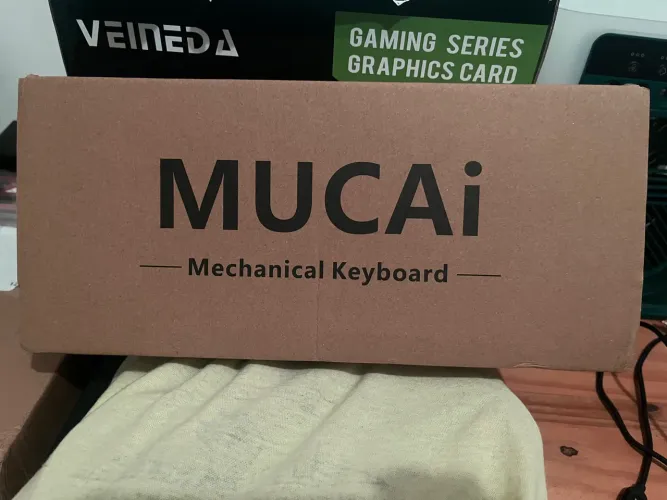 VEINEDA
GAMING SERIES
GRAPHICS CARD
MUCAi
Mechanical Keyboard